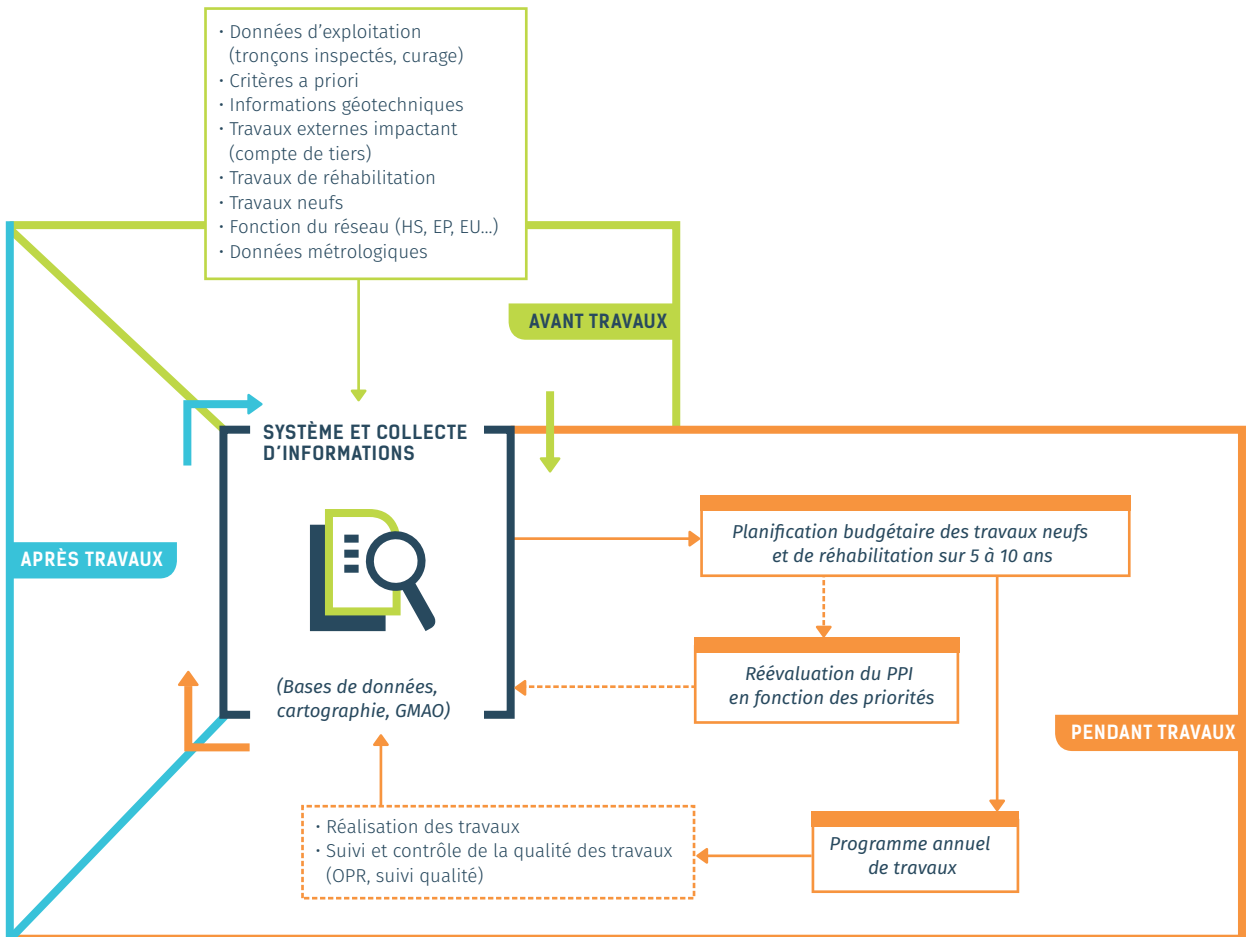 · Données d’exploitation
(tronçons inspectés, curage)
· Critères a priori
· Informations géotechniques
· Travaux externes impactant
(compte de tiers)
· Travaux de réhabilitation
· Travaux neufs
· Fonction du réseau (HS, EP, EU...)
· Données métrologiques
AVANT TRAVAUX
SYSTÈME ET COLLECTE
D’INFORMATIONS
(Bases de données,
cartographie, GMAO)
APRÈS TRAVAUX
Planification budgétaire des travaux neufs
et de réhabilitation sur 5 à 10 ans
Réévaluation du PPI
en fonction des priorités
PENDANT TRAVAUX
Programme annuel
de travaux
· Réalisation des travaux
· Suivi et contrôle de la qualité des travaux
(OPR, suivi qualité)